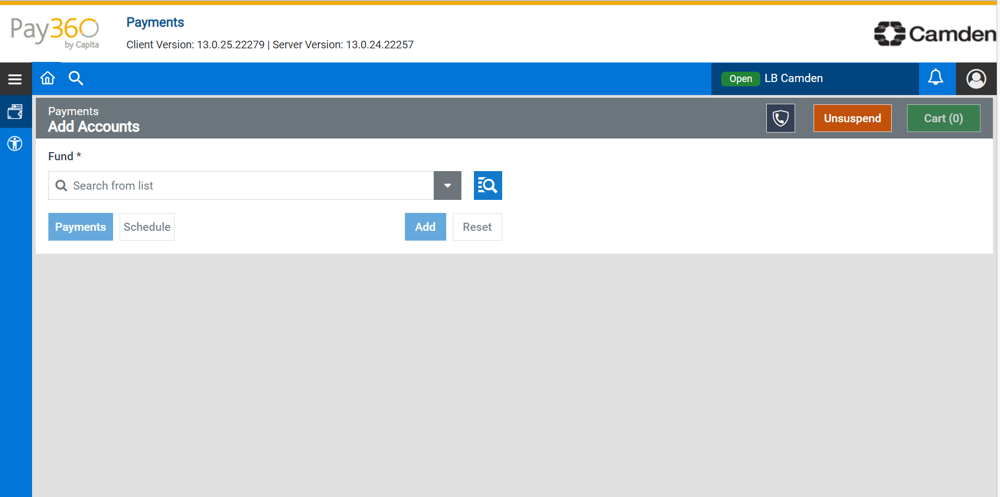 Pay360
by Capita
Payments
Client Version: 13.0.25.22279 | Server Version: 13.0.24.22257
Camden
Open LB Camden
Payments
Add Accounts
Unsuspend
Cart (0)
Fund *
Search from list
Payments
Schedule
Add
Reset